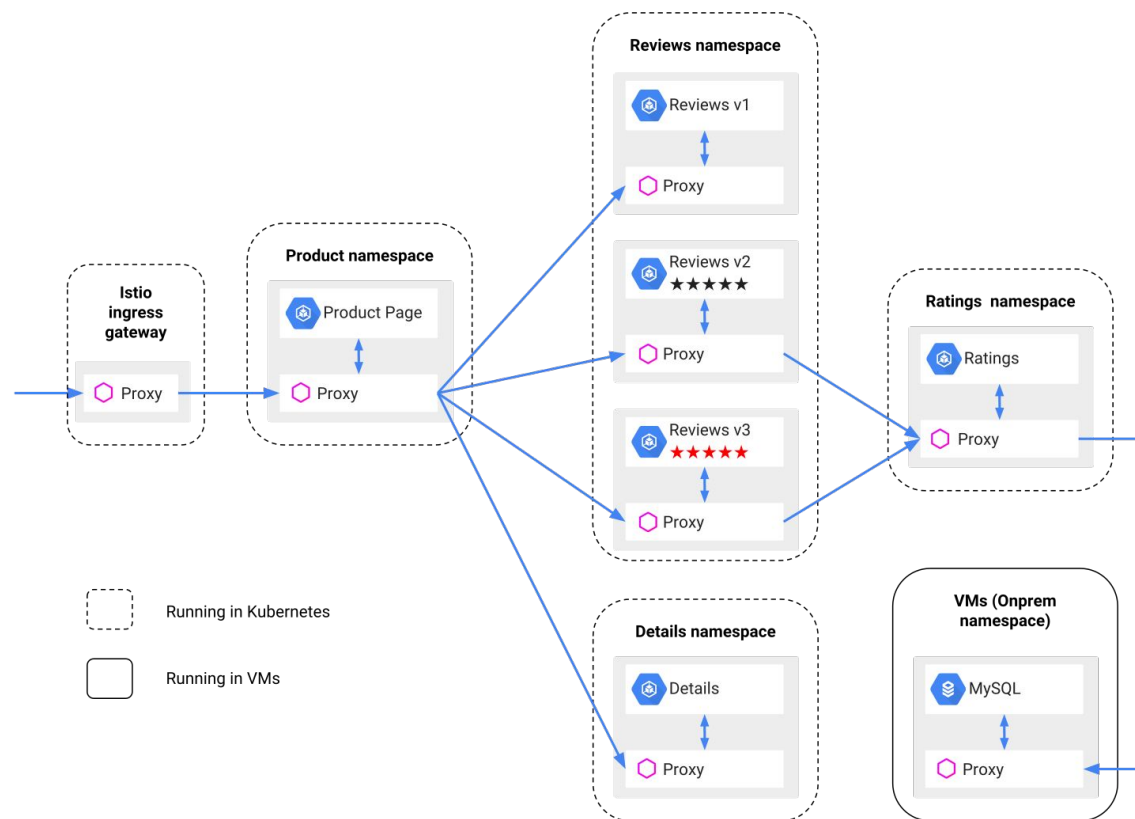 Istio
ingress
gateway
Proxy
Product namespace
Product Page
Proxy
Reviews namespace
Reviews v1
Proxy
Reviews v2
★★★★★
Proxy
Reviews v3
★★★★★
Proxy
Ratings namespace
Ratings
Proxy
Details namespace
Details
Proxy
VMs (Onprem
namespace)
MySQL
Proxy
Running in Kubernetes
Running in VMs